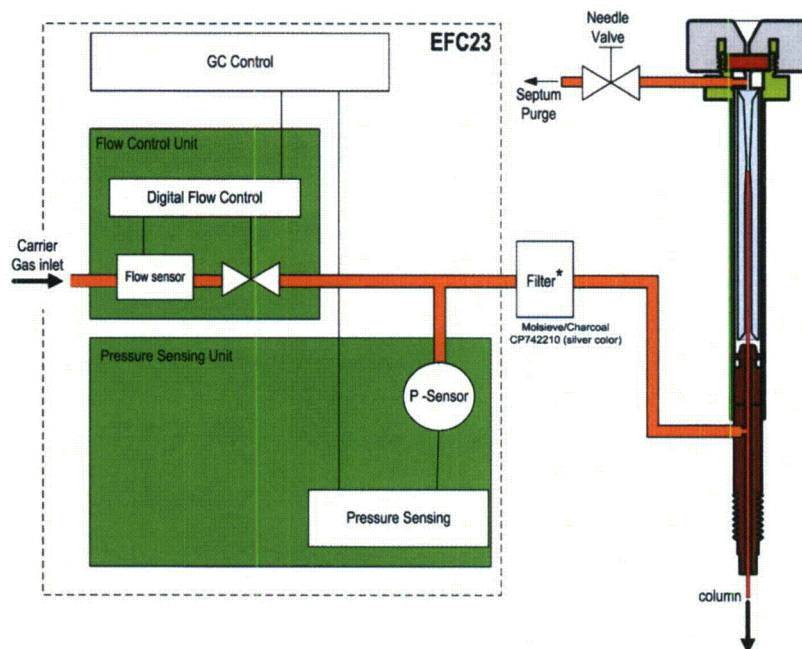 EFC23
GC Control
Needle
Valve
Septum
Purge
Flow Control Unit
Digital Flow Control
Carrier
Gas inlet
Flow sensor
Filter*
Molsieve/Charcoal
CP742210 (silver color)
Pressure Sensing Unit
P -Sensor
Pressure Sensing
column